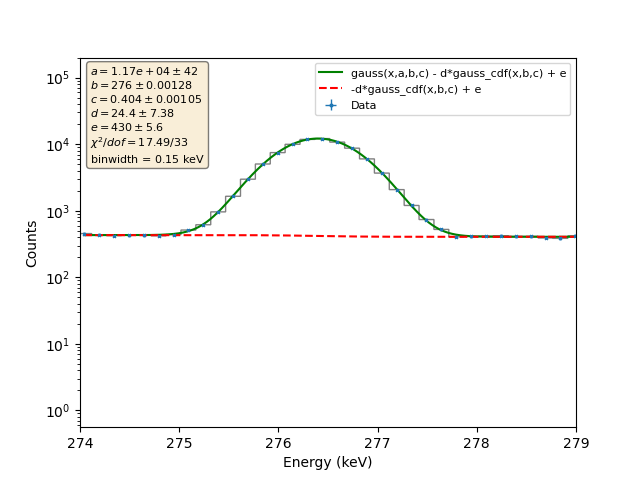 a = 1.17e + 04 ± 42
b = 276 ± 0.00128
c = 0.404 ± 0.00105
d = 24.4 ± 7.38
e = 430 ± 5.6
χ²/dof = 17.49/33
binwidth = 0.15 keV
gauss(x,a,b,c) - d*gauss_cdf(x,b,c) + e
-d*gauss_cdf(x,b,c) + e
Data
10⁵
10⁴
10³
10²
10¹
10⁰
Counts
274 275 276 277 278 279
Energy (keV)